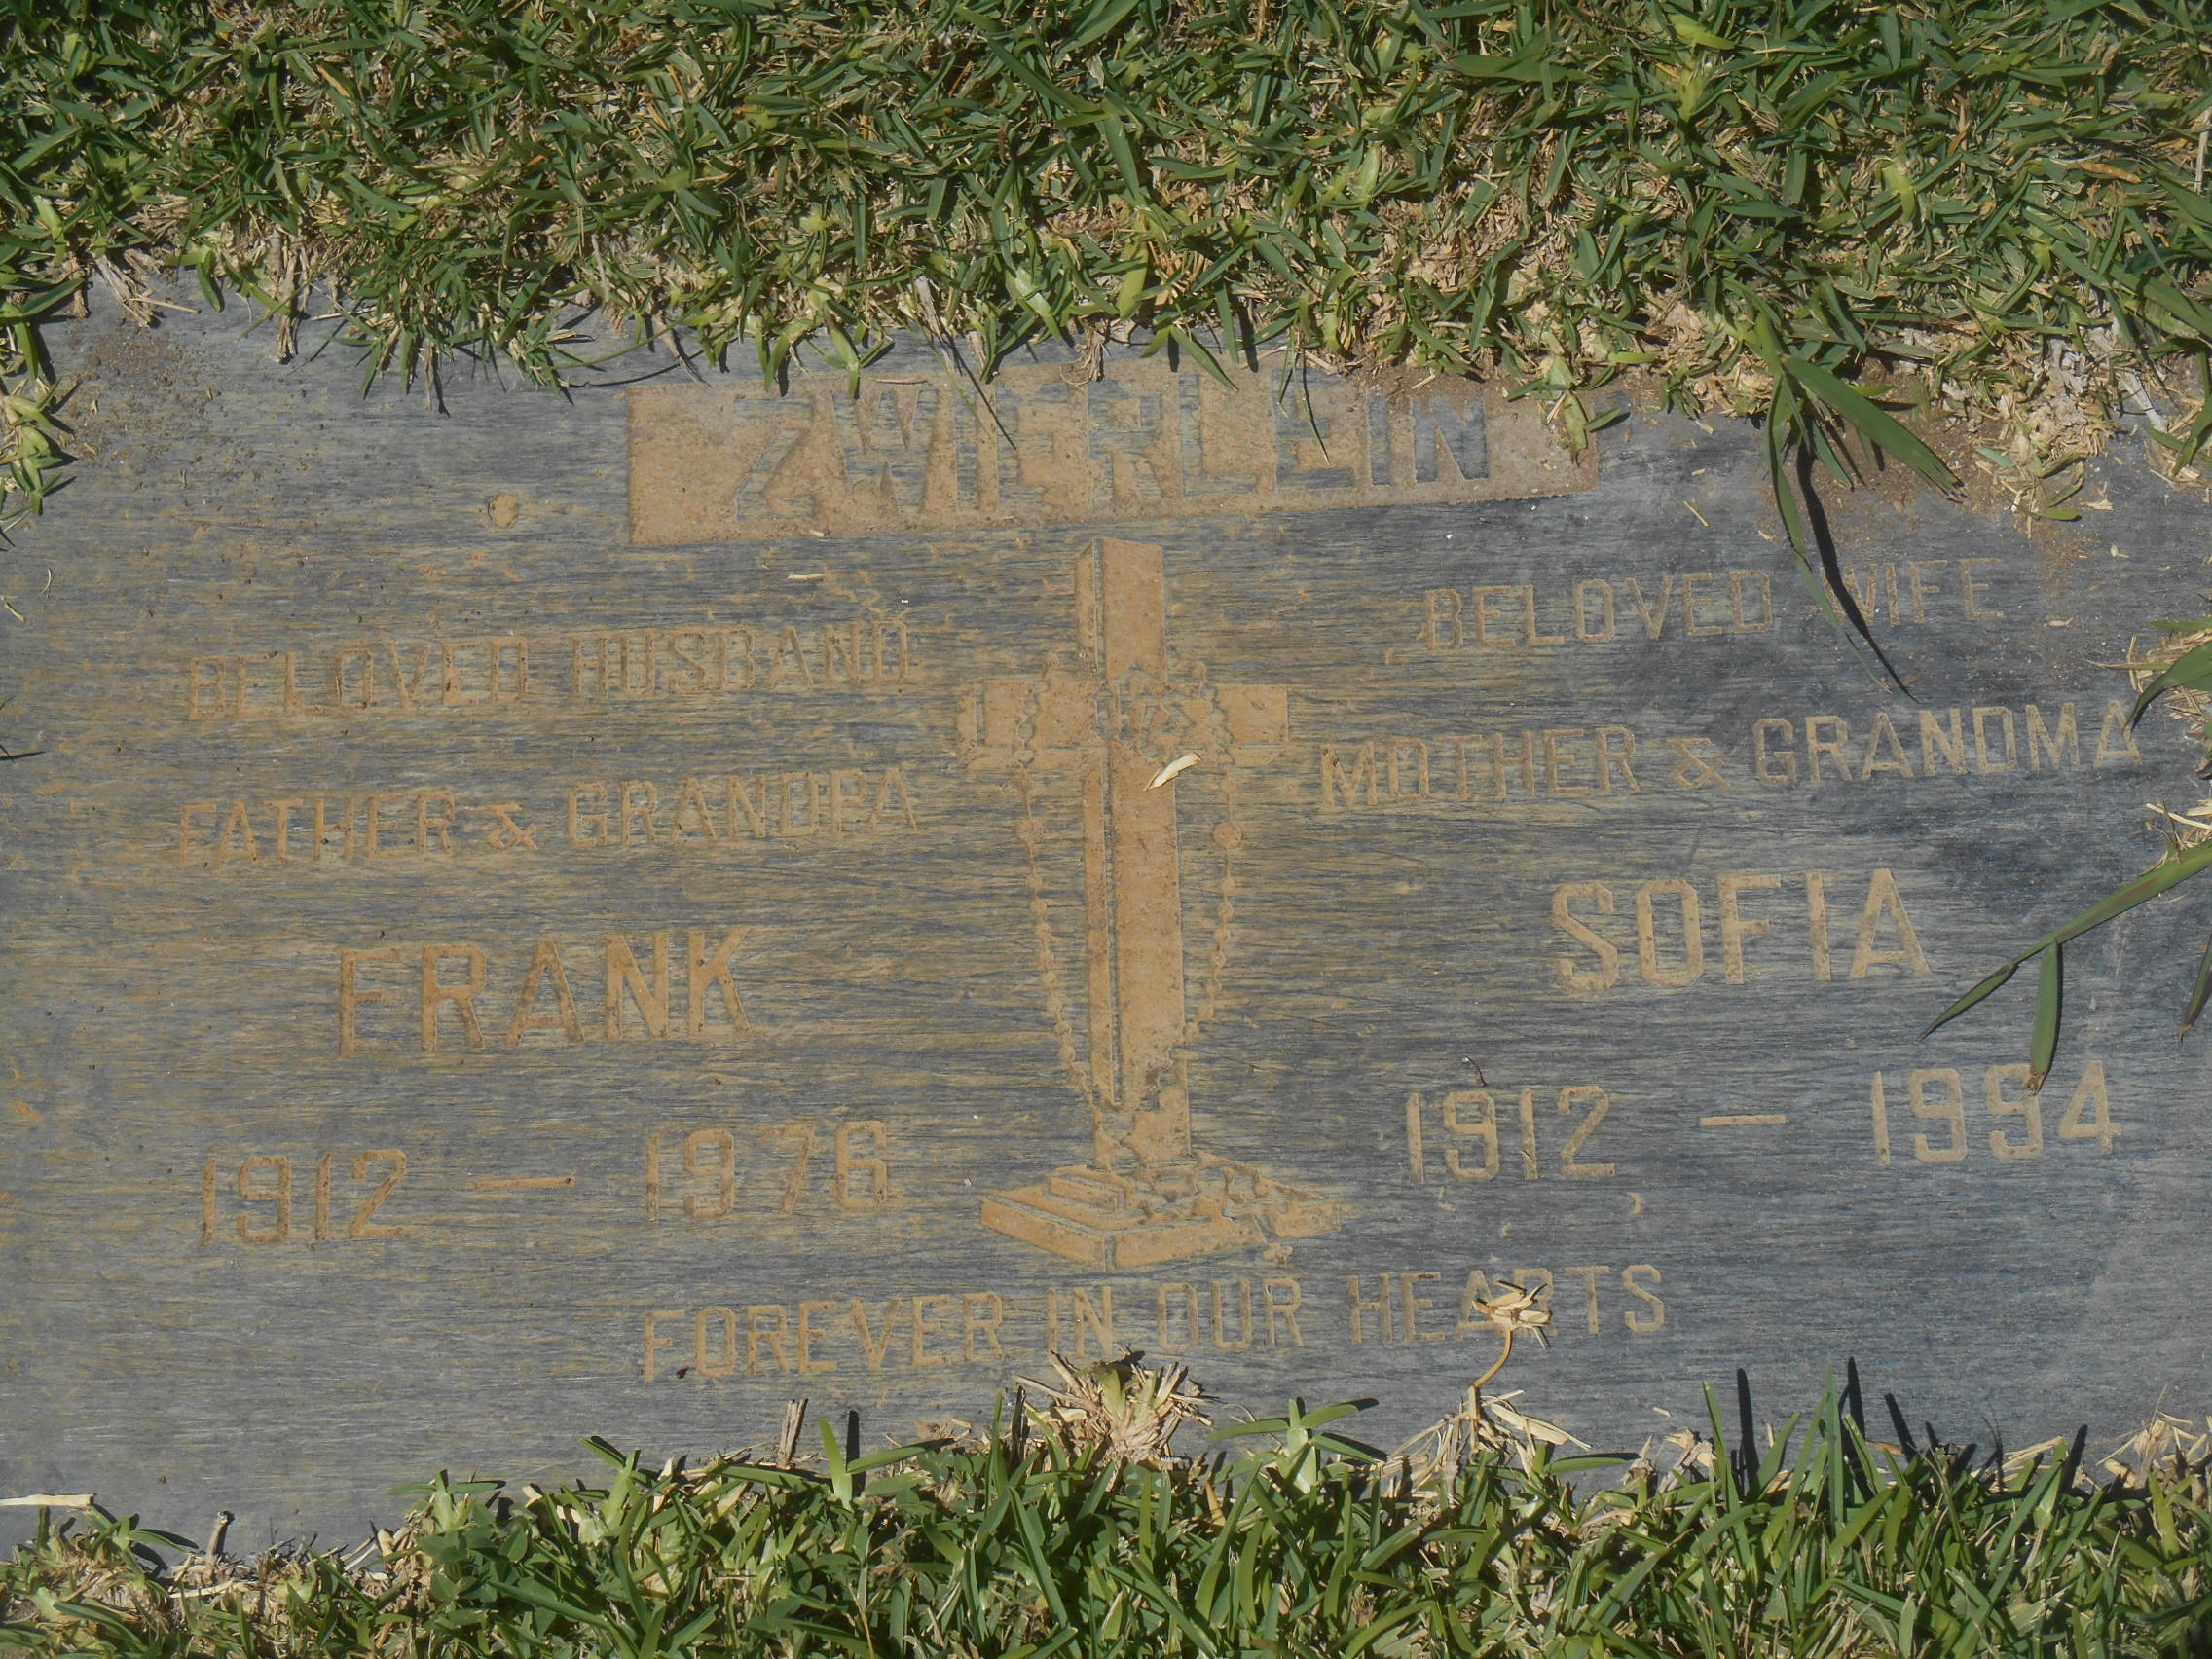 ZWIERLEIN
BELOVED HUSBAND
FATHER & GRANDPA
FRANK
1912 — 1976
BELOVED WIFE
MOTHER & GRANDMA
SOFIA
1912 — 1994
FOREVER IN OUR HEARTS